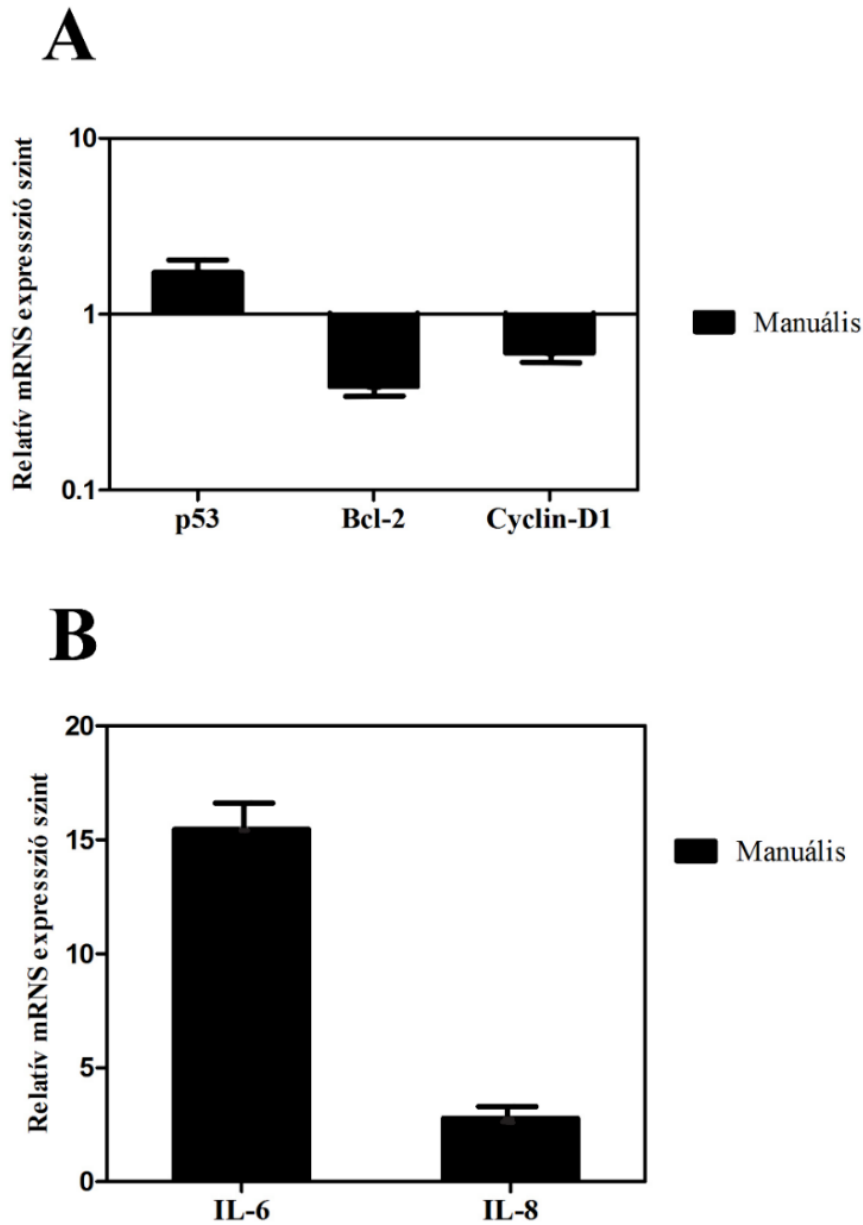 A
Relatív mRNS expresszió szint
10
1
0.1
p53
Bcl-2
Cyclin-D1
Manuális
B
Relatív mRNS expresszió szint
20
15
10
5
0
IL-6
IL-8
Manuális